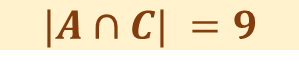 |A ∩ C| = 9